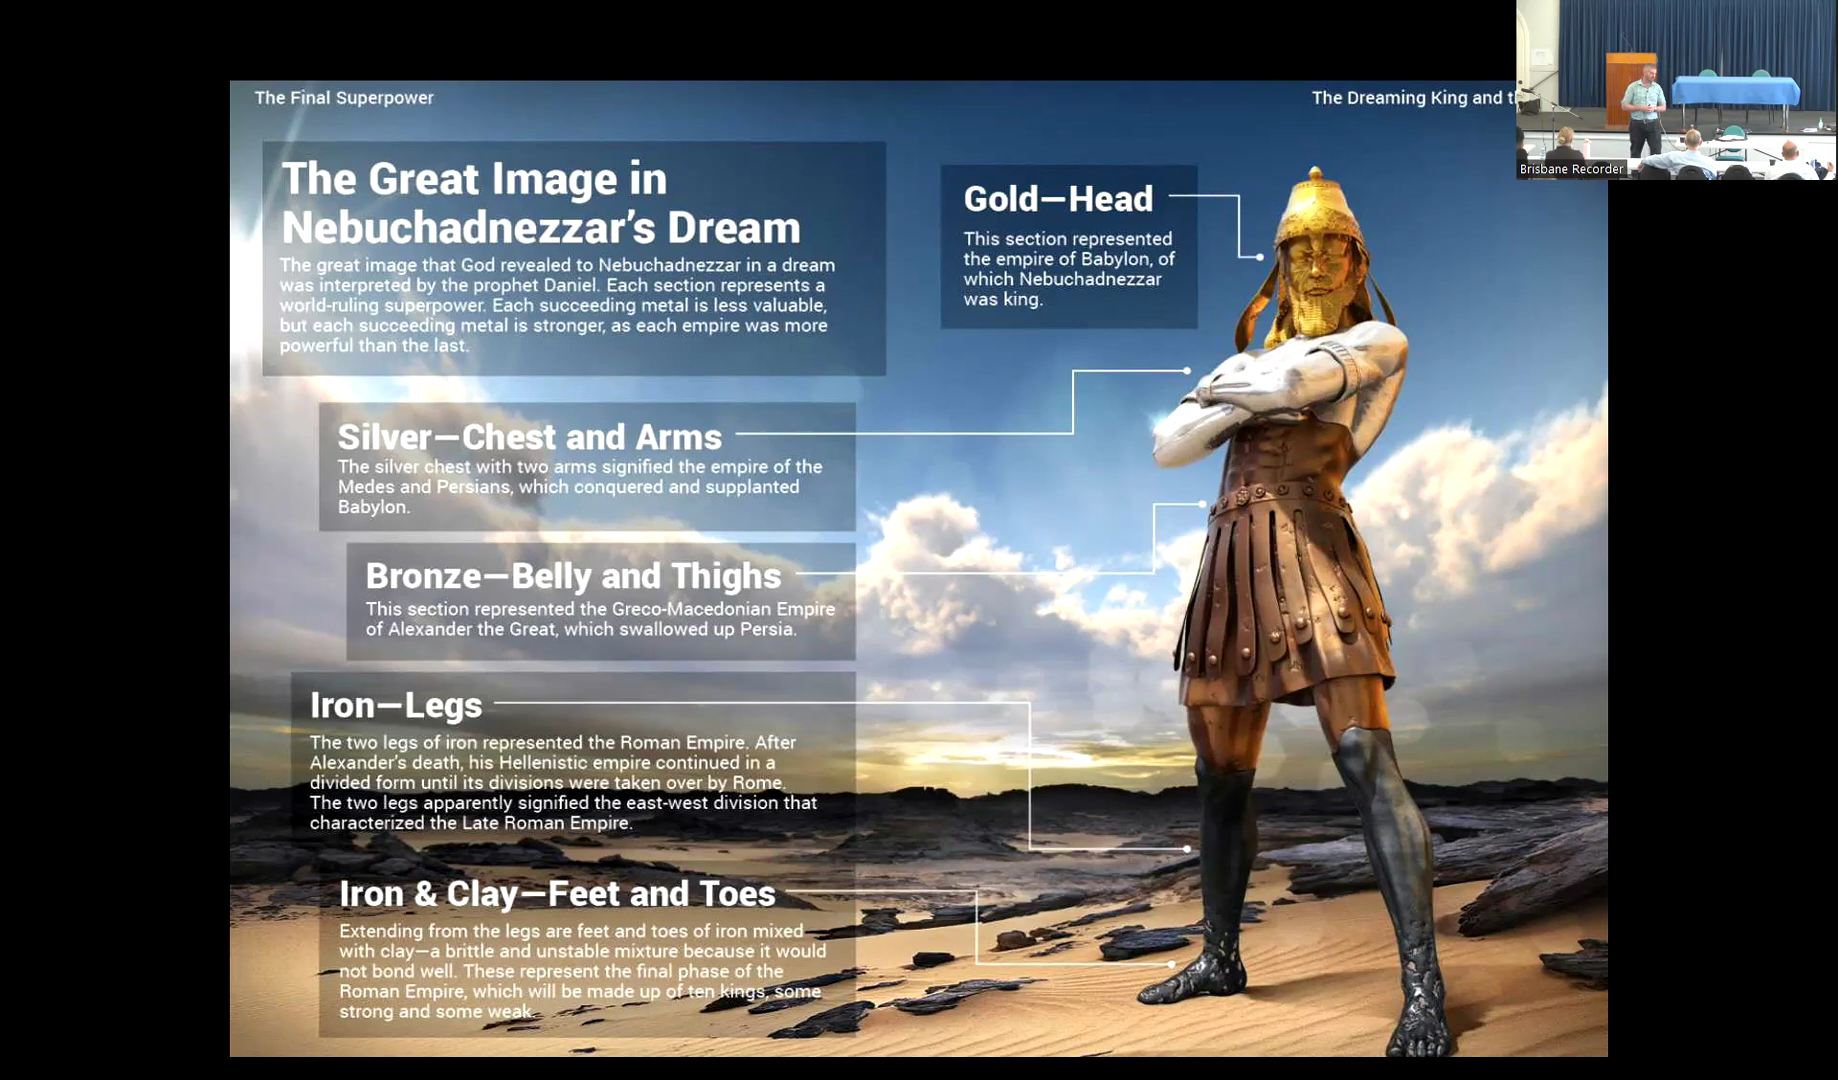 The Final Superpower
The Dreaming King and
The Great Image in
Nebuchadnezzar's Dream
The great image that God revealed to Nebuchadnezzar in a dream
was interpreted by the prophet Daniel. Each section represents a
world-ruling superpower. Each succeeding metal is less valuable,
but each succeeding metal is stronger, as each empire was more
powerful than the last.
Gold—Head
This section represented
the empire of Babylon, of
which Nebuchadnezzar
was king.
Silver—Chest and Arms
The silver chest with two arms signified the empire of the
Medes and Persians, which conquered and supplanted
Babylon.
Bronze—Belly and Thighs
This section represented the Greco-Macedonian Empire
of Alexander the Great, which swallowed up Persia.
Iron—Legs
The two legs of iron represented the Roman Empire. After
Alexander's death, his Hellenistic empire continued in a
divided form until its divisions were taken over by Rome.
The two legs apparently signified the east-west division that
characterized the Late Roman Empire.
Iron & Clay—Feet and Toes
Extending from the legs are feet and toes of iron mixed
with clay—a brittle and unstable mixture because it would
not bond well. These represent the final phase of the
Roman Empire, which will be made up of ten kings, some
strong and some weak.
Brisbane Recorder